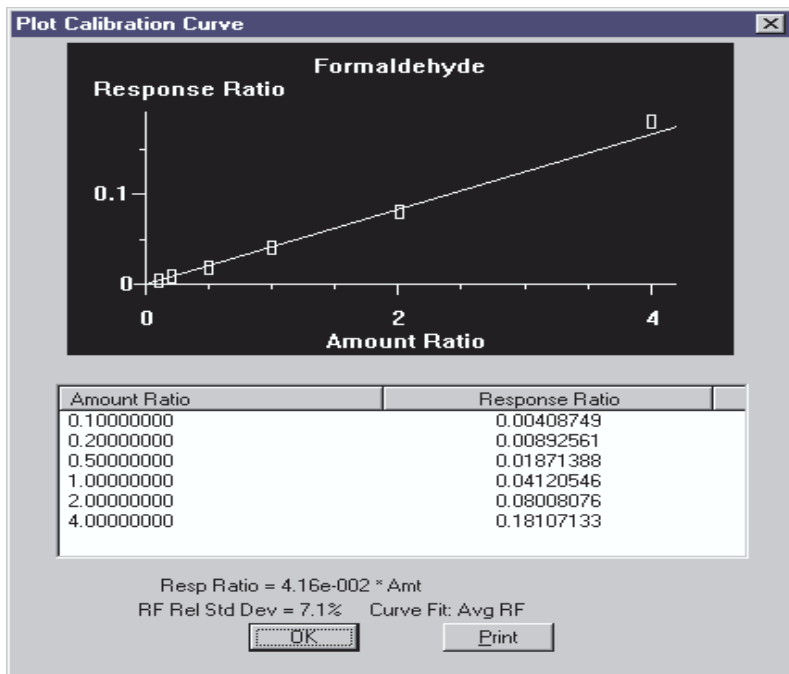 Plot Calibration Curve
Formaldehyde
Response Ratio
0.1
0
0 2 4
Amount Ratio
Amount Ratio Response Ratio
0.10000000 0.00408749
0.20000000 0.00892561
0.50000000 0.01871388
1.00000000 0.04120546
2.00000000 0.08008076
4.00000000 0.18107133
Resp Ratio = 4.16e-002 * Amt
RF Rel Std Dev = 7.1% Curve Fit: Avg RF
OK Print